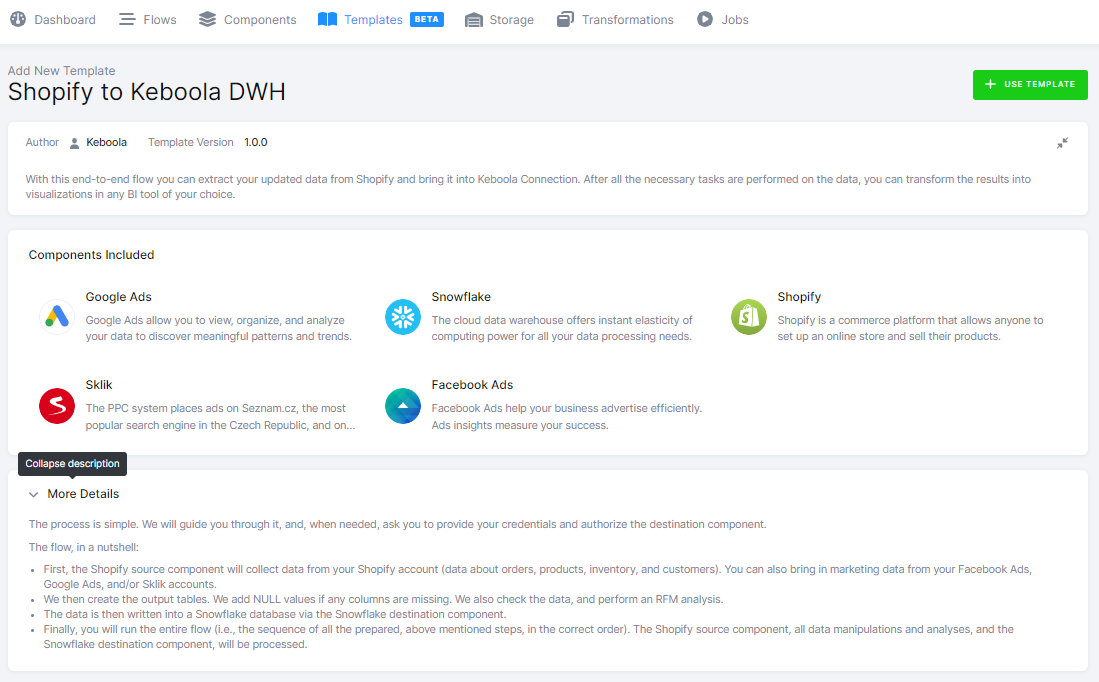 Dashboard Flows Components Templates BETA Storage Transformations Jobs
Add New Template
Shopify to Keboola DWH
USE TEMPLATE
Author Keboola Template Version 1.0.0
With this end-to-end flow you can extract your updated data from Shopify and bring it into Keboola Connection. After all the necessary tasks are performed on the data, you can transform the results into
visualizations in any BI tool of your choice.
Components Included
Google Ads
Google Ads allow you to view, organize, and analyze
your data to discover meaningful patterns and trends.
Snowflake
The cloud data warehouse offers instant elasticity of
computing power for all your data processing needs.
Shopify
Shopify is a commerce platform that allows anyone to
set up an online store and sell their products.
Sklik
The PPC system places ads on Seznam.cz, the most
popular search engine in the Czech Republic, and on...
Facebook Ads
Facebook Ads help your business advertise efficiently.
Ads insights measure your success.
Collapse description
More Details
The process is simple. We will guide you through it, and, when needed, ask you to provide your credentials and authorize the destination component.
The flow, in a nutshell:
• First, the Shopify source component will collect data from your Shopify account (data about orders, products, inventory, and customers). You can also bring in marketing data from your Facebook Ads,
Google Ads, and/or Sklik accounts.
• We then create the output tables. We add NULL values if any columns are missing. We also check the data, and perform an RFM analysis.
• The data is then written into a Snowflake database via the Snowflake destination component.
• Finally, you will run the entire flow (i.e., the sequence of all the prepared, above mentioned steps, in the correct order). The Shopify source component, all data manipulations and analyses, and the
Snowflake destination component, will be processed.